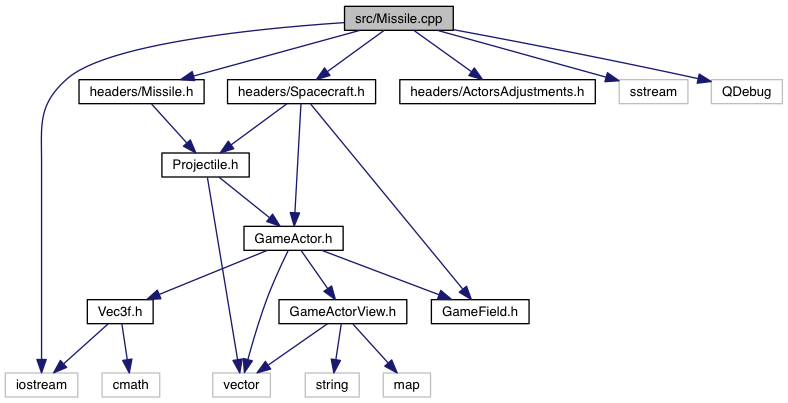 src/Missile.cpp
headers/Missile.h
headers/Spacecraft.h
headers/ActorsAdjustments.h
sstream
QDebug
Projectile.h
GameActor.h
Vec3f.h
GameActorView.h
GameField.h
iostream
cmath
vector
string
map